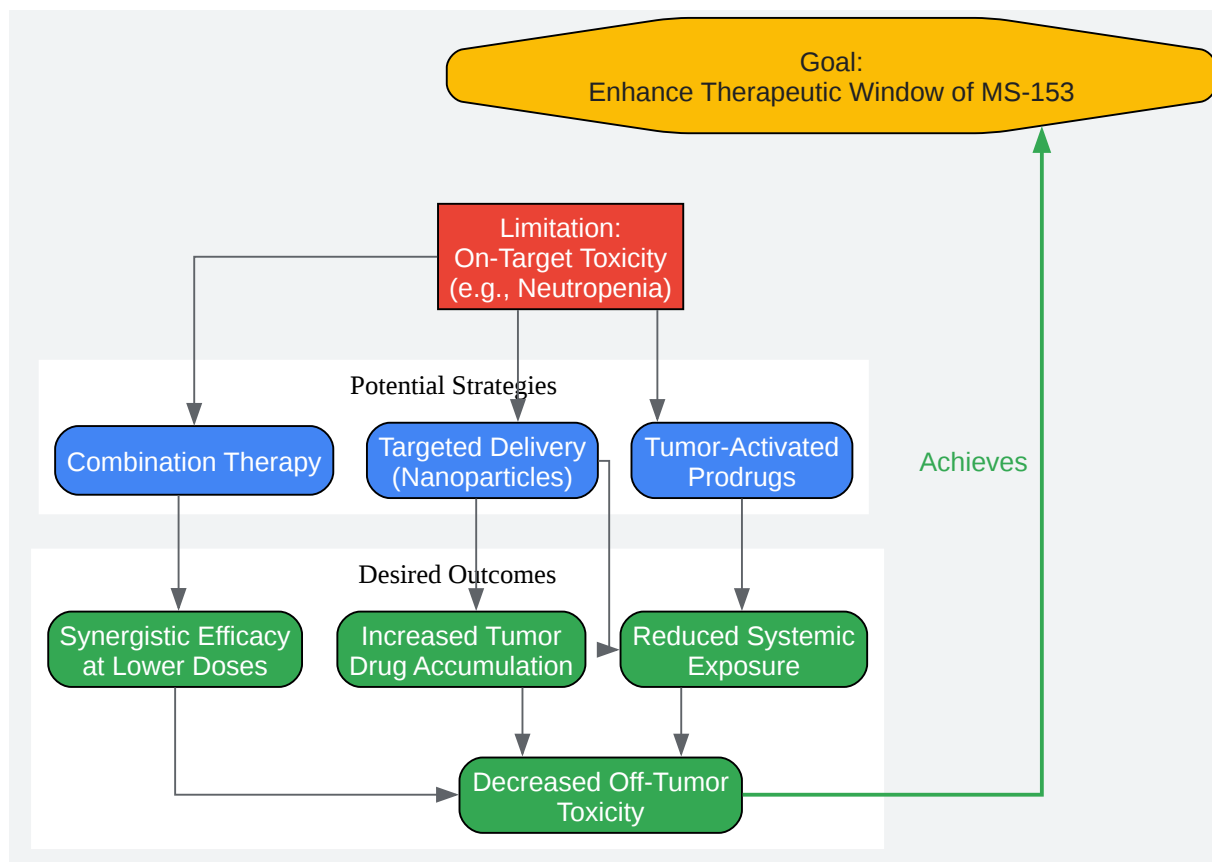 Goal:
Enhance Therapeutic Window of MS-153
Limitation:
On-Target Toxicity
(e.g., Neutropenia)
Potential Strategies
Combination Therapy
Targeted Delivery
(Nanoparticles)
Tumor-Activated
Prodrugs
Achieves
Desired Outcomes
Synergistic Efficacy
at Lower Doses
Increased Tumor
Drug Accumulation
Reduced Systemic
Exposure
Decreased Off-Tumor
Toxicity